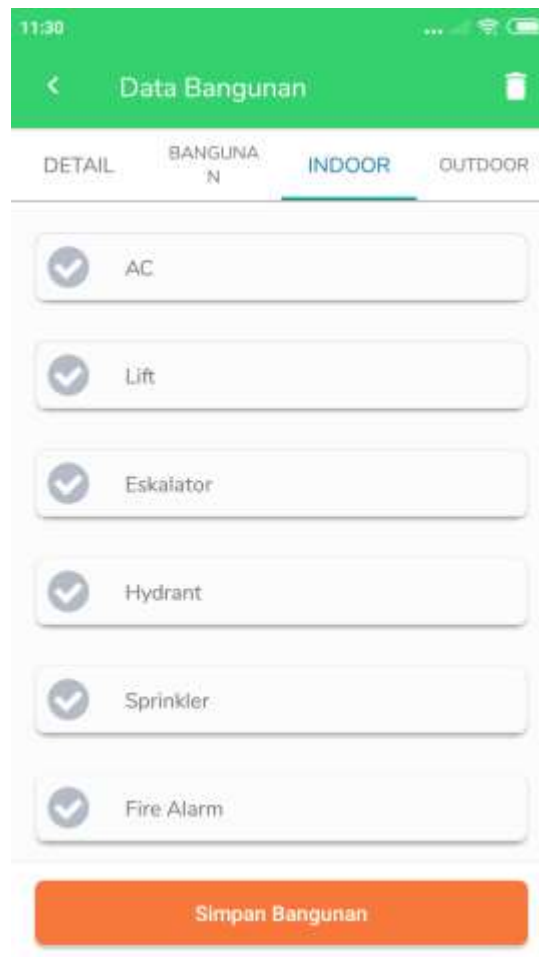 11:30
Data Bangunan
DETAIL
BANGUNA
N
INDOOR
OUTDOOR
AC
Lift
Eskalator
Hydrant
Sprinkler
Fire Alarm
Simpan Bangunan